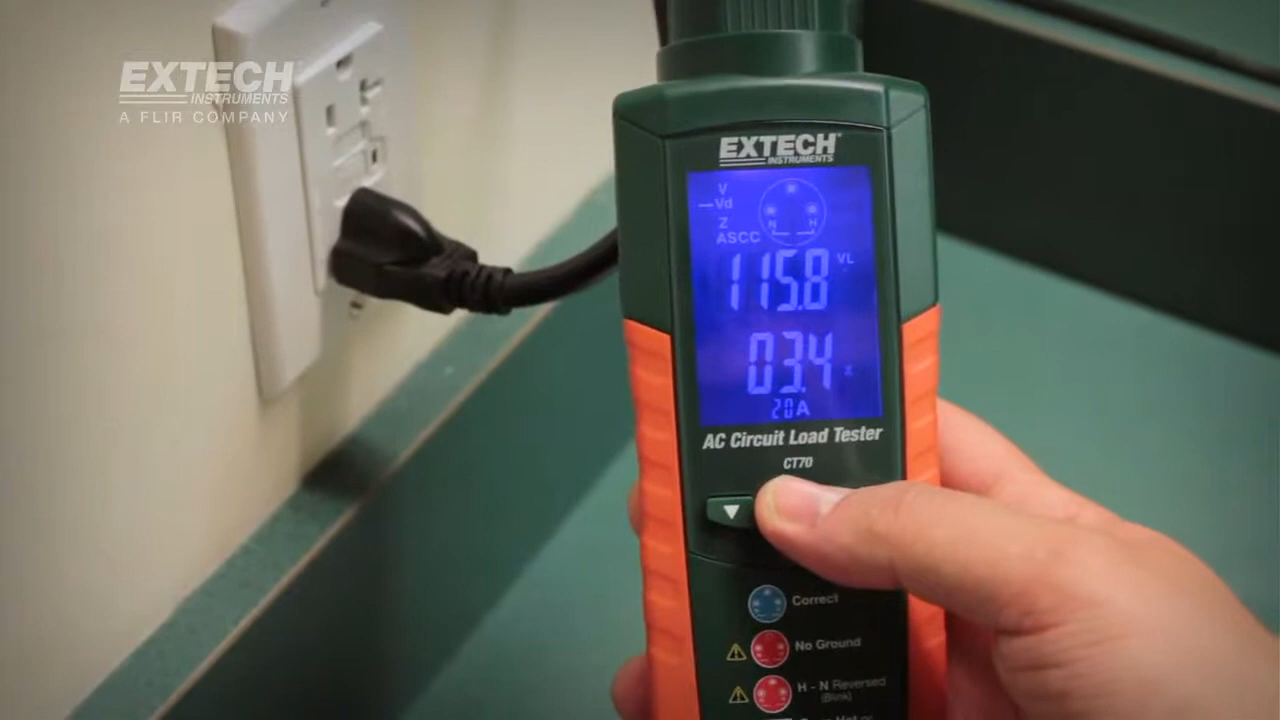 EXTECH
INSTRUMENTS
A FLIR COMPANY
EXTECH
INSTRUMENTS
V
Vd
Z
ASCC
N H
115.8 VL
03.4
20A
AC Circuit Load Tester
CT70
▼
Correct
No Ground
H - N Reversed
(Blink)